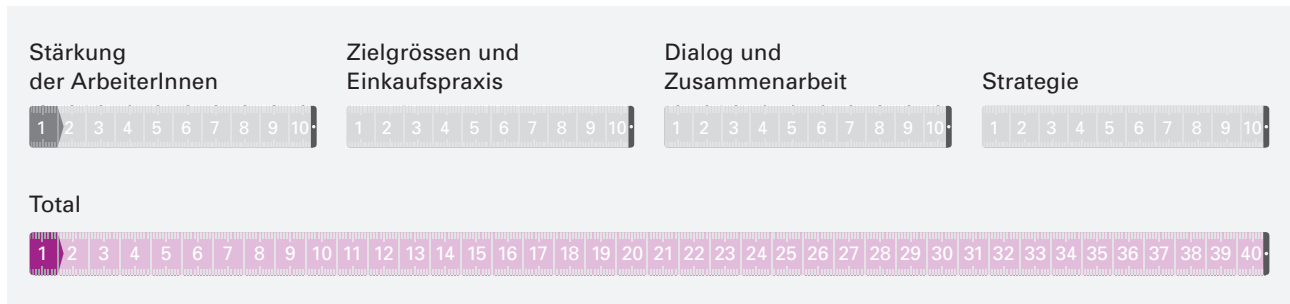 Stärkung
der ArbeiterInnen
Zielgrössen und
Einkaufspraxis
Dialog und
Zusammenarbeit
Strategie
1 2 3 4 5 6 7 8 9 10
1 2 3 4 5 6 7 8 9 10
1 2 3 4 5 6 7 8 9 10
1 2 3 4 5 6 7 8 9 10
Total
1 2 3 4 5 6 7 8 9 10 11 12 13 14 15 16 17 18 19 20 21 22 23 24 25 26 27 28 29 30 31 32 33 34 35 36 37 38 39 40